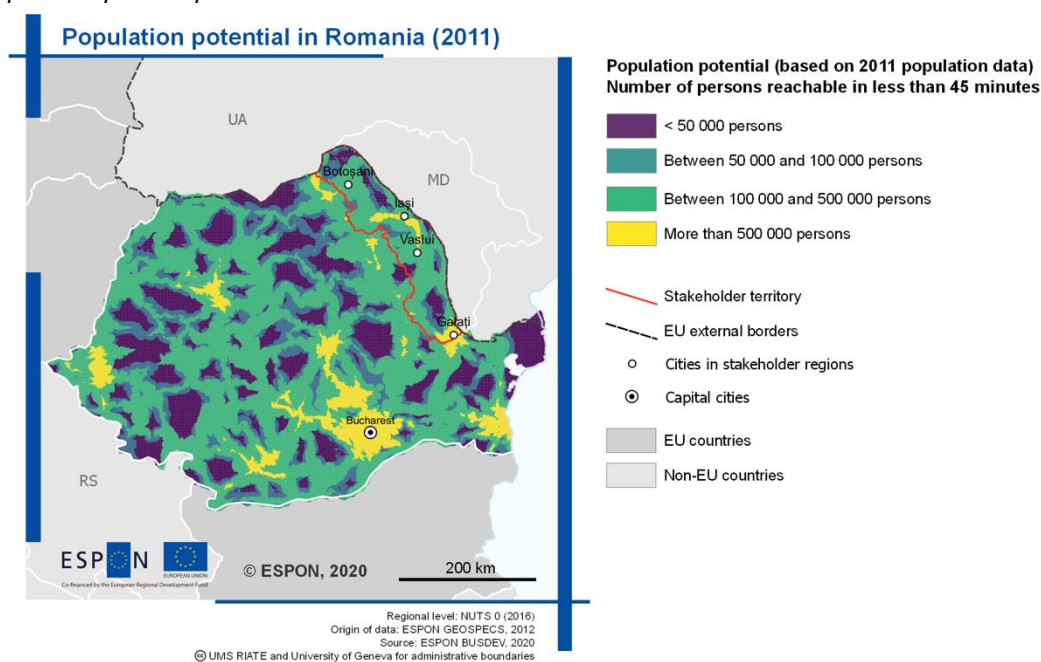 Population potential in Romania (2011)
Population potential (based on 2011 population data)
Number of persons reachable in less than 45 minutes
< 50 000 persons
Between 50 000 and 100 000 persons
Between 100 000 and 500 000 persons
More than 500 000 persons
Stakeholder territory
EU external borders
Cities in stakeholder regions
Capital cities
EU countries
Non-EU countries
UA
MD
Botoșani
Iași
Vaslui
Galați
Bucharest
RS
ESPON
EUROPEAN UNION
Co-financed by the European Regional Development Fund
© ESPON, 2020
200 km
Regional level: NUTS 0 (2016)
Origin of data: ESPON GEOSPECS, 2012
Source: ESPON BUSDEV, 2020
UMS RIATE and University of Geneva for administrative boundaries